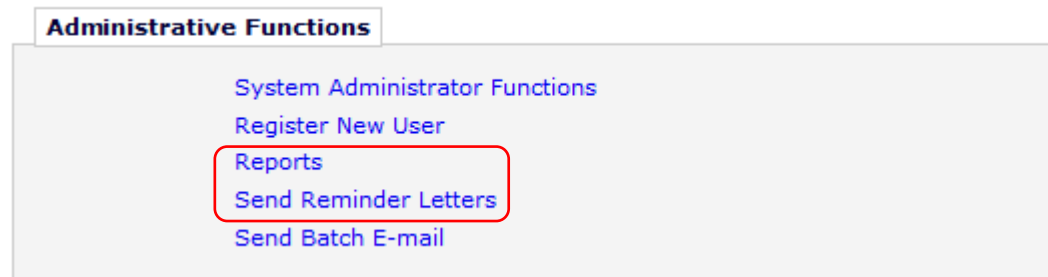 Administrative Functions
System Administrator Functions
Register New User
Reports
Send Reminder Letters
Send Batch E-mail